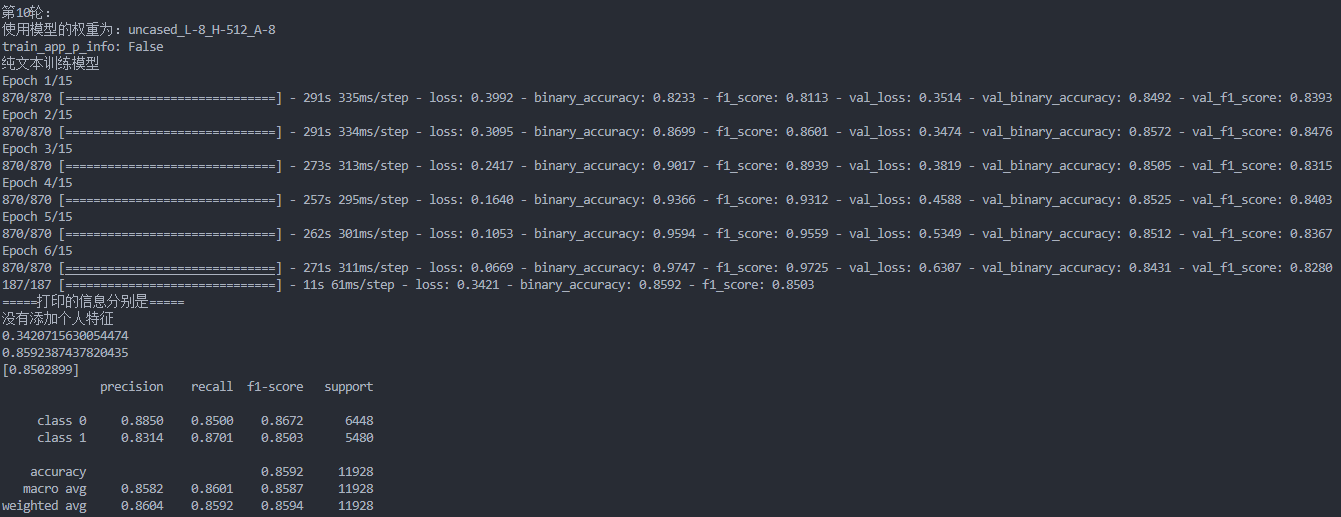 第10轮:
使用模型的权重为: uncased_L-8_H-512_A-8
train_app_p_info: False
纯文本训练模型
Epoch 1/15
870/870 [==============================] - 291s 335ms/step - loss: 0.3992 - binary_accuracy: 0.8233 - f1_score: 0.8113 - val_loss: 0.3514 - val_binary_accuracy: 0.8492 - val_f1_score: 0.8393
Epoch 2/15
870/870 [==============================] - 291s 334ms/step - loss: 0.3095 - binary_accuracy: 0.8699 - f1_score: 0.8601 - val_loss: 0.3474 - val_binary_accuracy: 0.8572 - val_f1_score: 0.8476
Epoch 3/15
870/870 [==============================] - 273s 313ms/step - loss: 0.2417 - binary_accuracy: 0.9017 - f1_score: 0.8939 - val_loss: 0.3819 - val_binary_accuracy: 0.8505 - val_f1_score: 0.8315
Epoch 4/15
870/870 [==============================] - 257s 295ms/step - loss: 0.1640 - binary_accuracy: 0.9366 - f1_score: 0.9312 - val_loss: 0.4588 - val_binary_accuracy: 0.8525 - val_f1_score: 0.8403
Epoch 5/15
870/870 [==============================] - 262s 301ms/step - loss: 0.1053 - binary_accuracy: 0.9594 - f1_score: 0.9559 - val_loss: 0.5349 - val_binary_accuracy: 0.8512 - val_f1_score: 0.8367
Epoch 6/15
870/870 [==============================] - 271s 311ms/step - loss: 0.0669 - binary_accuracy: 0.9747 - f1_score: 0.9725 - val_loss: 0.6307 - val_binary_accuracy: 0.8431 - val_f1_score: 0.8280
187/187 [==============================] - 11s 61ms/step - loss: 0.3421 - binary_accuracy: 0.8592 - f1_score: 0.8503
=====打印的信息分别是=====
没有添加个人特征
0.3420715630054474
0.8592387437820435
[0.8502899]
precision recall f1-score support
class 0 0.8850 0.8500 0.8672 6448
class 1 0.8314 0.8701 0.8503 5480
accuracy 0.8592 11928
macro avg 0.8582 0.8601 0.8587 11928
weighted avg 0.8604 0.8592 0.8594 11928